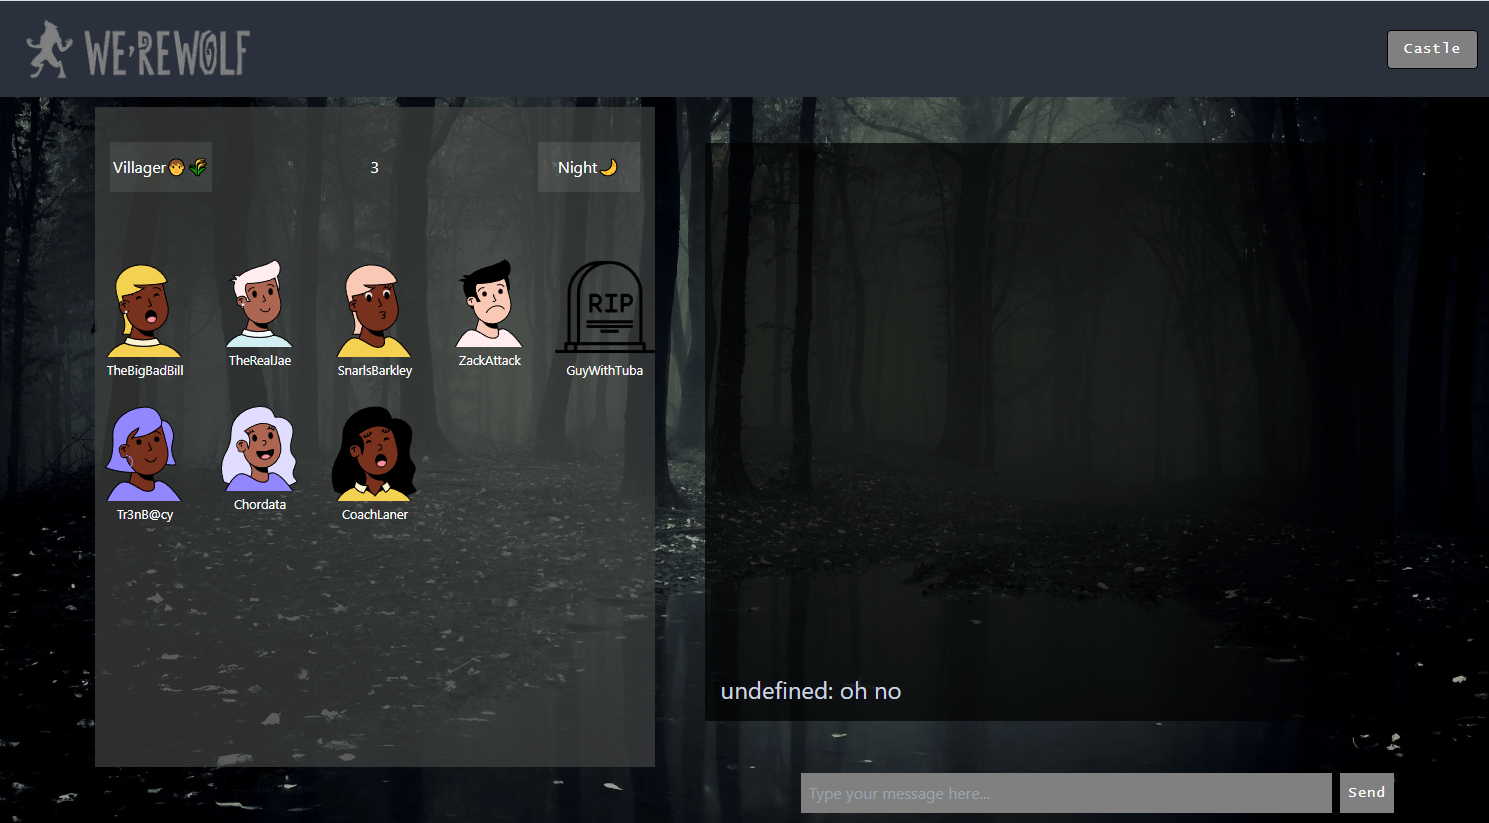 WE'REWOLF
Castle
Villager
3
Night
RIP
TheBigBadBill
TheRealJae
SnarlsBarkley
ZackAttack
GuyWithTuba
Tr3nB@cy
Chordata
CoachLaner
undefined: oh no
Type your message here...
Send